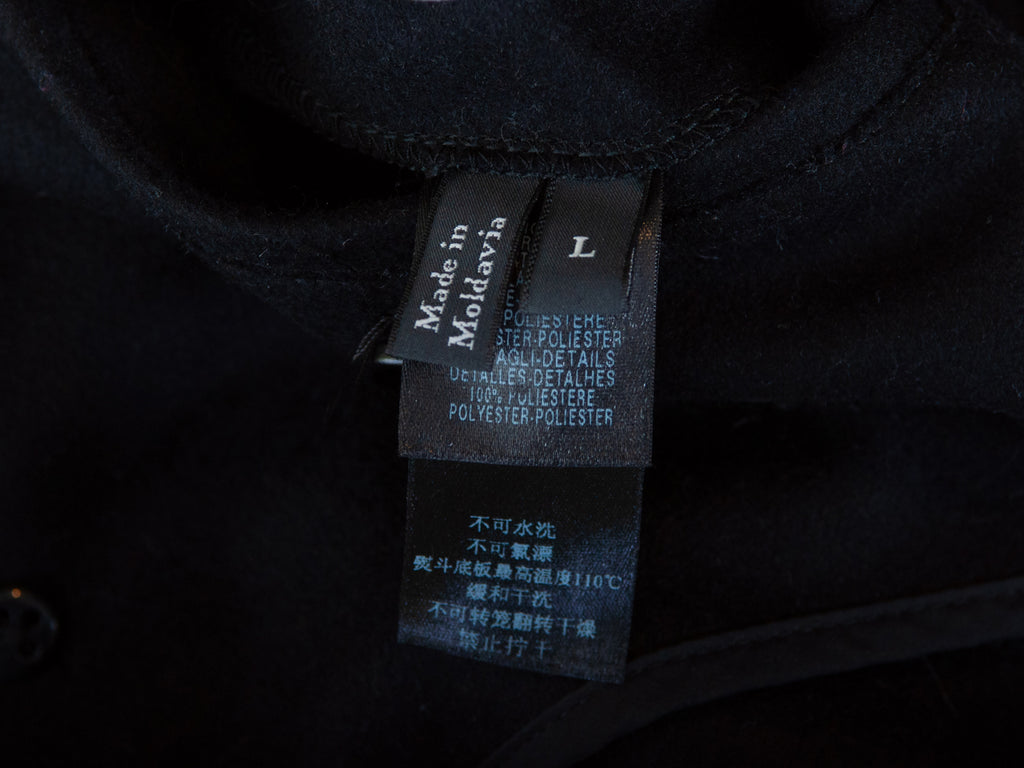 Made in
Moldavia
L
POLIESTERE
STER-POLIESTER
AGLI-DETAILS
DETALLES-DETALHES
100% POLIESTERE
POLYESTER-POLIESTER
不可水洗
不可氯漂
熨斗底板最高温度110℃
缓和干洗
不可转笼翻转干燥
禁止拧干